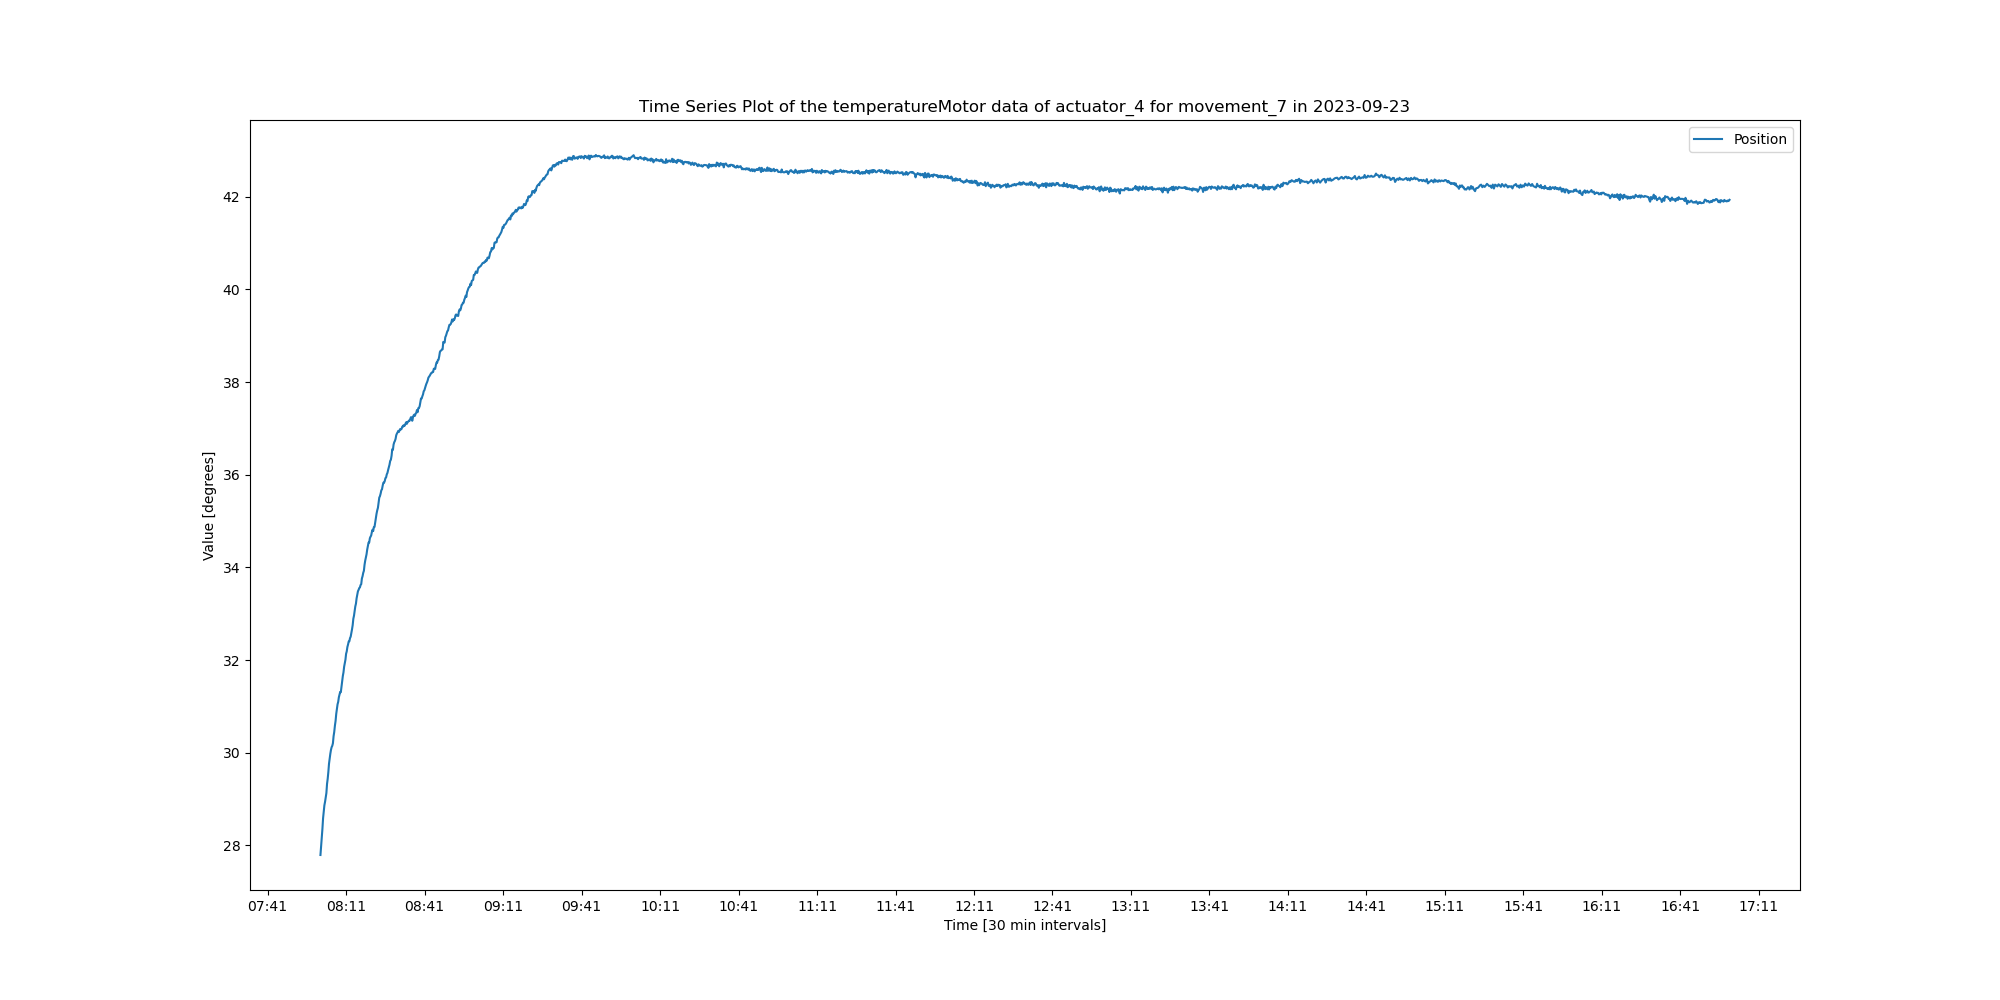 Time Series Plot of the temperatureMotor data of actuator_4 for movement_7 in 2023-09-23
Position
42
40
38
36
34
32
30
28
Value [degrees]
07:41 08:11 08:41 09:11 09:41 10:11 10:41 11:11 11:41 12:11 12:41 13:11 13:41 14:11 14:41 15:11 15:41 16:11 16:41 17:11
Time [30 min intervals]